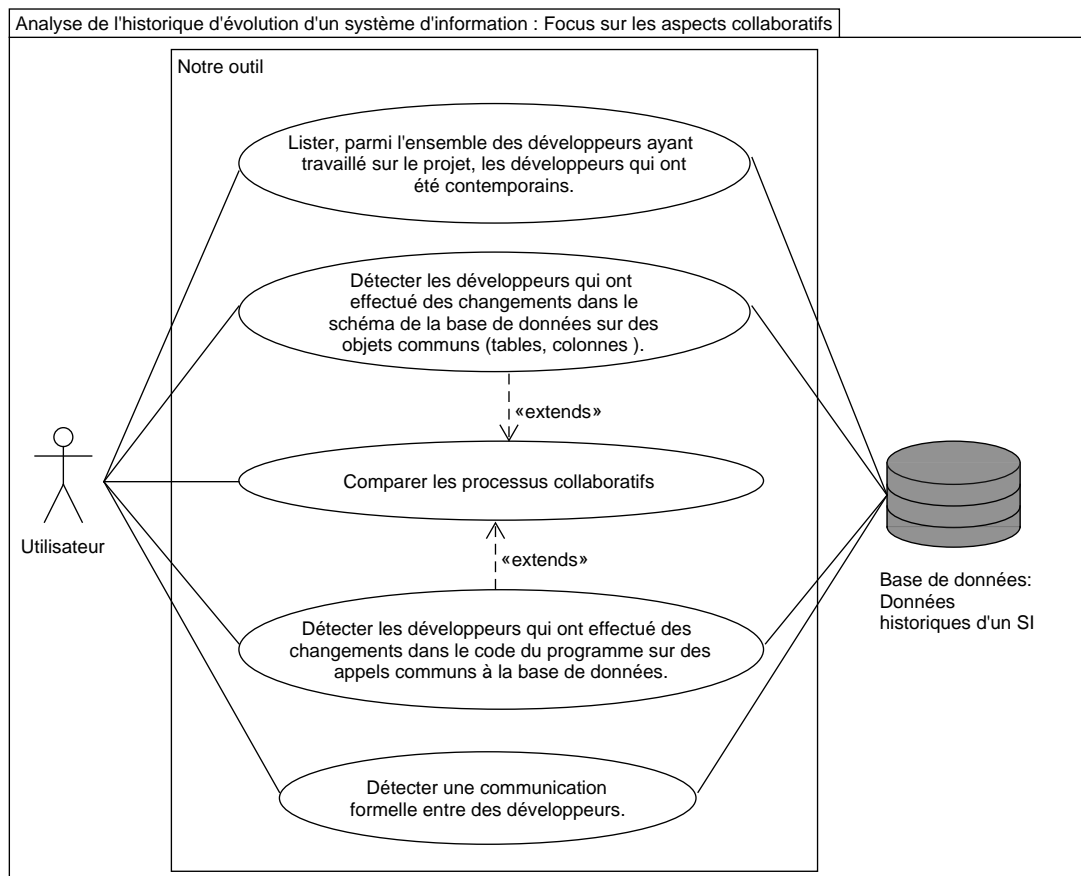 Analyse de l'historique d'évolution d'un système d'information : Focus sur les aspects collaboratifs
Notre outil
Lister, parmi l'ensemble des développeurs ayant
travaillé sur le projet, les développeurs qui ont
été contemporains.
Détecter les développeurs qui ont
effectué des changements dans le
schéma de la base de données sur des
objets communs (tables, colonnes ).
«extends»
Comparer les processus collaboratifs
Utilisateur
«extends»
Base de données:
Données
historiques d'un SI
Détecter les développeurs qui ont effectué des
changements dans le code du programme sur des
appels communs à la base de données.
Détecter une communication
formelle entre des développeurs.